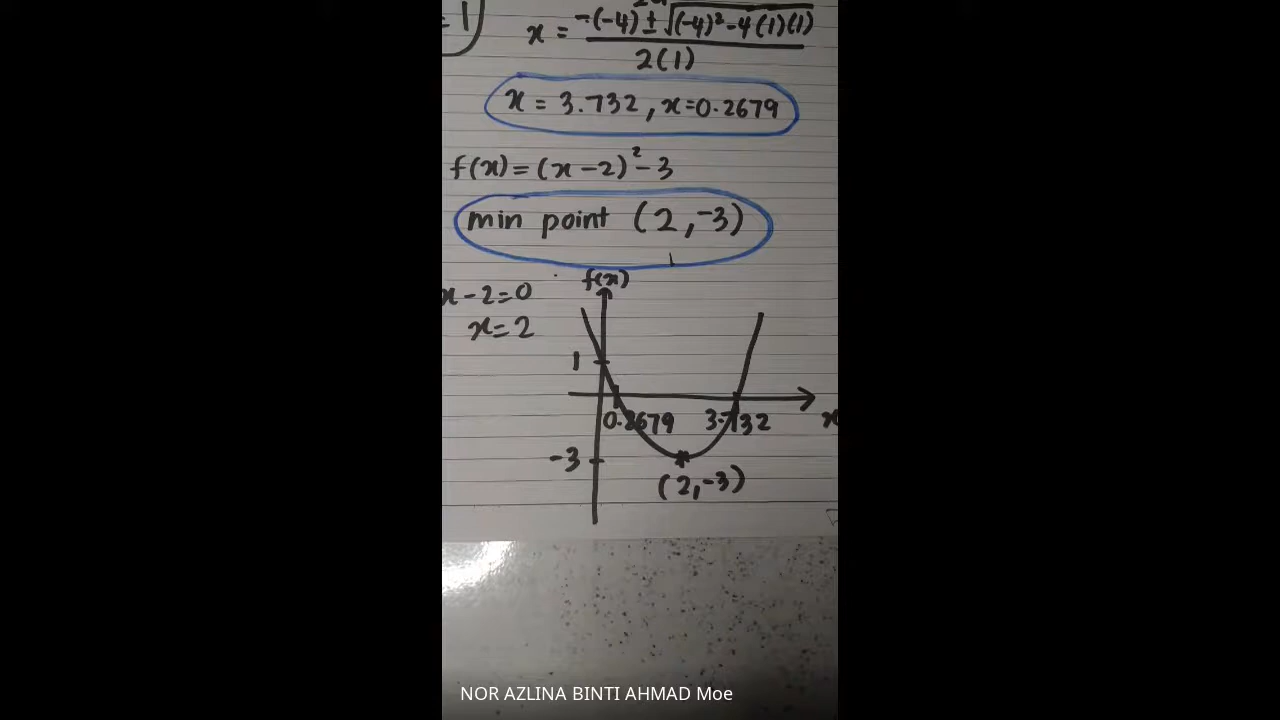 = 1
x = -(-4) ± √(-4)² - 4(1)(1)
2(1)
x = 3.732 , x=0.2679
f(x) = (x - 2)² - 3
min point (2, -3)
f(x)
x - 2 = 0
x = 2
1
0.2679 3.732 x
-3
(2, -3)
NOR AZLINA BINTI AHMAD Moe